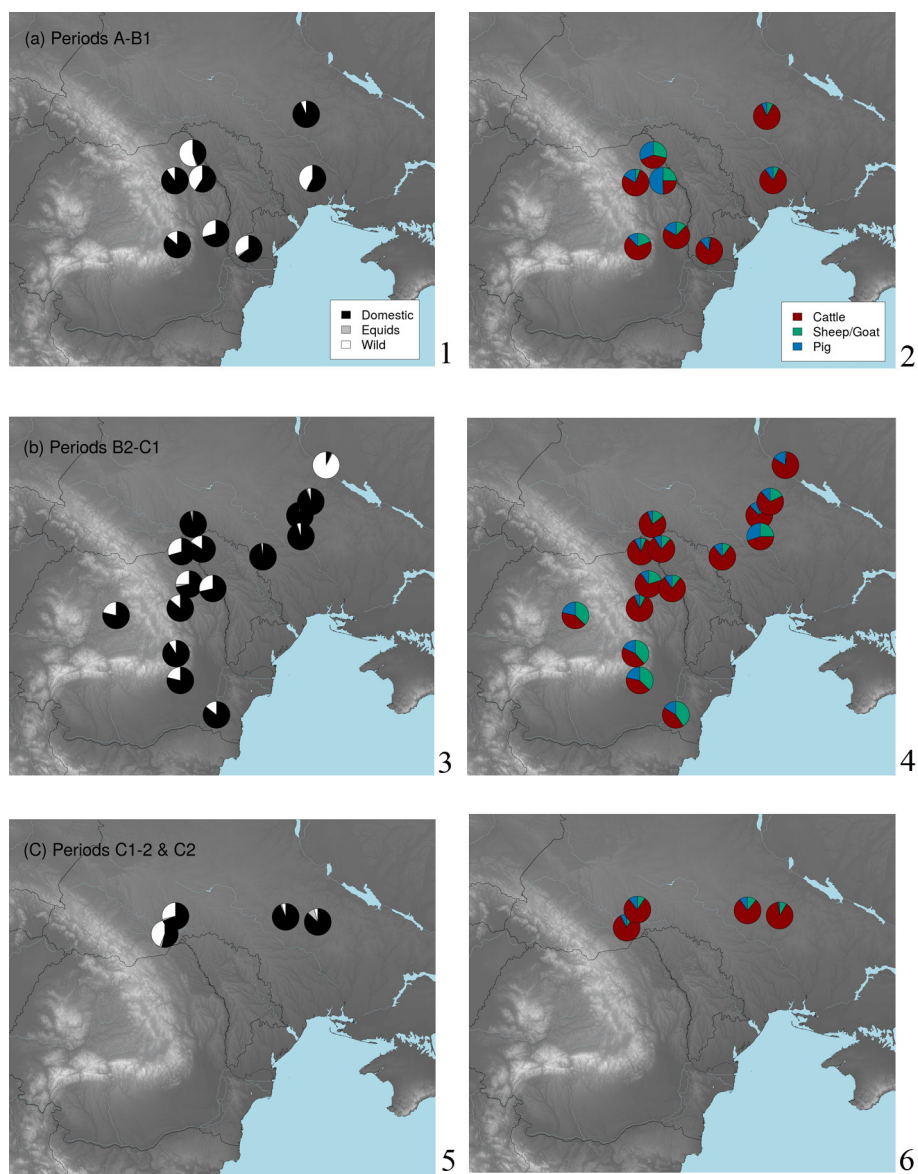 (a) Periods A-B1
Domestic
Equids
Wild
1
Cattle
Sheep/Goat
Pig
2
(b) Periods B2-C1
3
4
(C) Periods C1-2 & C2
5
6